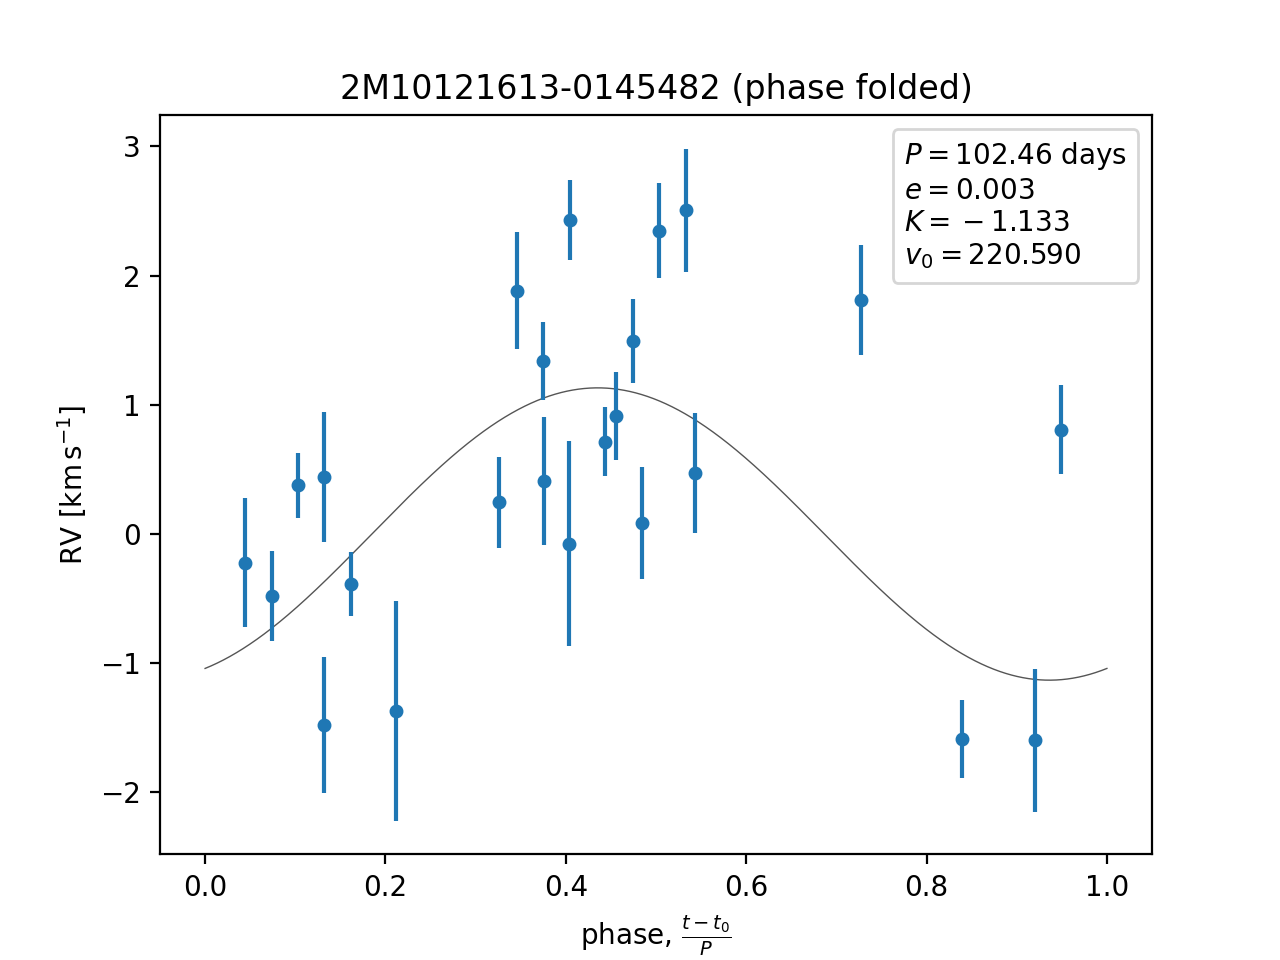 2M10121613-0145482 (phase folded)
P = 102.46 days
e = 0.003
K = −1.133
v₀ = 220.590
3
2
1
0
−1
−2
RV [km s⁻¹]
0.0 0.2 0.4 0.6 0.8 1.0
phase, (t − t₀)/P